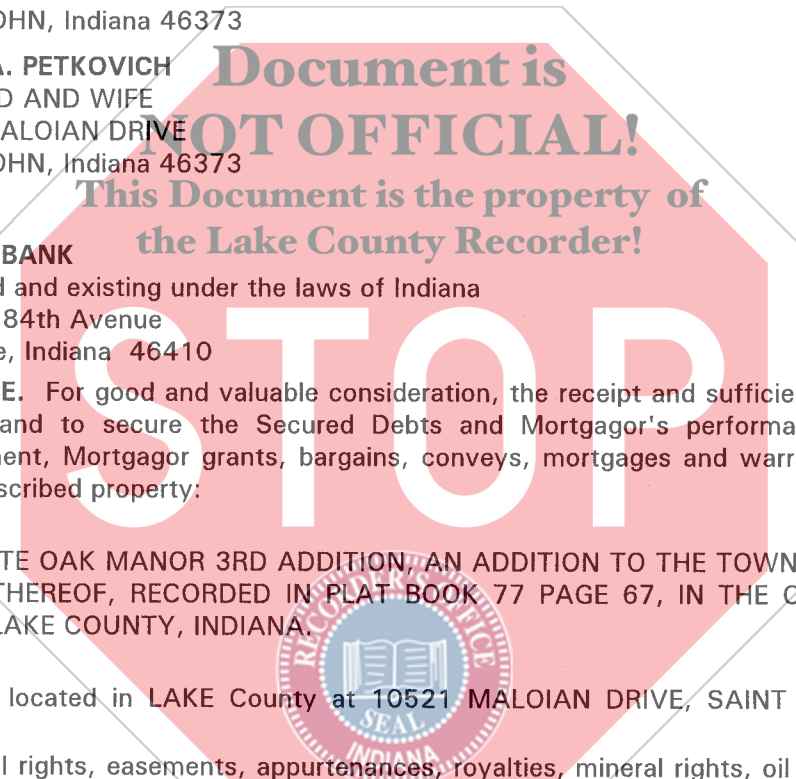 OHN, Indiana 46373
A. PETKOVICH
D AND WIFE
ALOIAN DRIVE
OHN, Indiana 46373
Document is
NOT OFFICIAL!
This Document is the property of
the Lake County Recorder!
BANK
d and existing under the laws of Indiana
84th Avenue
e, Indiana 46410
STOP
E. For good and valuable consideration, the receipt and sufficie
and to secure the Secured Debts and Mortgagor's performa
ent, Mortgagor grants, bargains, conveys, mortgages and warr
scribed property:
TE OAK MANOR 3RD ADDITION, AN ADDITION TO THE TOWN
THEREOF, RECORDED IN PLAT BOOK 77 PAGE 67, IN THE O
LAKE COUNTY, INDIANA.
RECORDER'S OFFICE
SEAL
INDIANA
located in LAKE County at 10521 MALOIAN DRIVE, SAINT
l rights, easements, appurtenances, royalties, mineral rights, oil